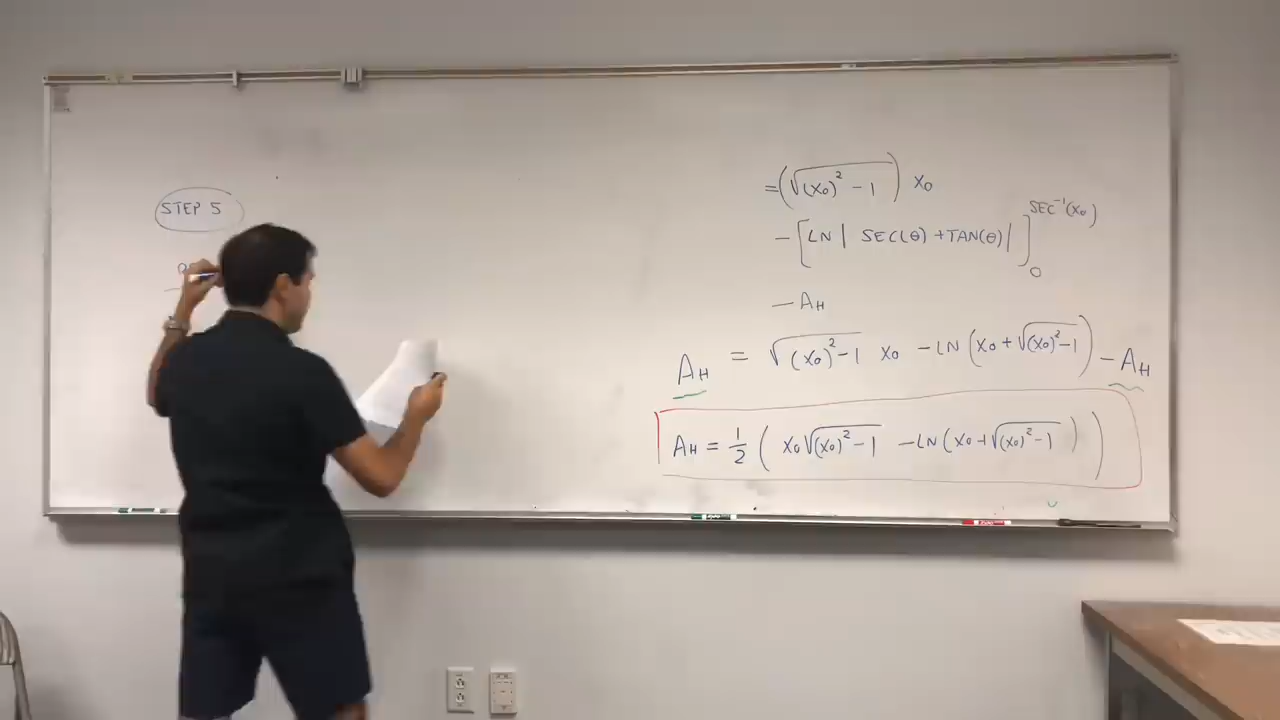 STEP 5
= (√(x₀)² - 1) x₀
- [LN | SEC(θ) + TAN(θ)|]₀^SEC⁻¹(x₀)
- A_H
A_H = √(x₀)² - 1 x₀ - LN (x₀ + √(x₀)² - 1) - A_H
A_H = 1/2 ( x₀√(x₀)² - 1 - LN (x₀ + √(x₀)² - 1 ) )